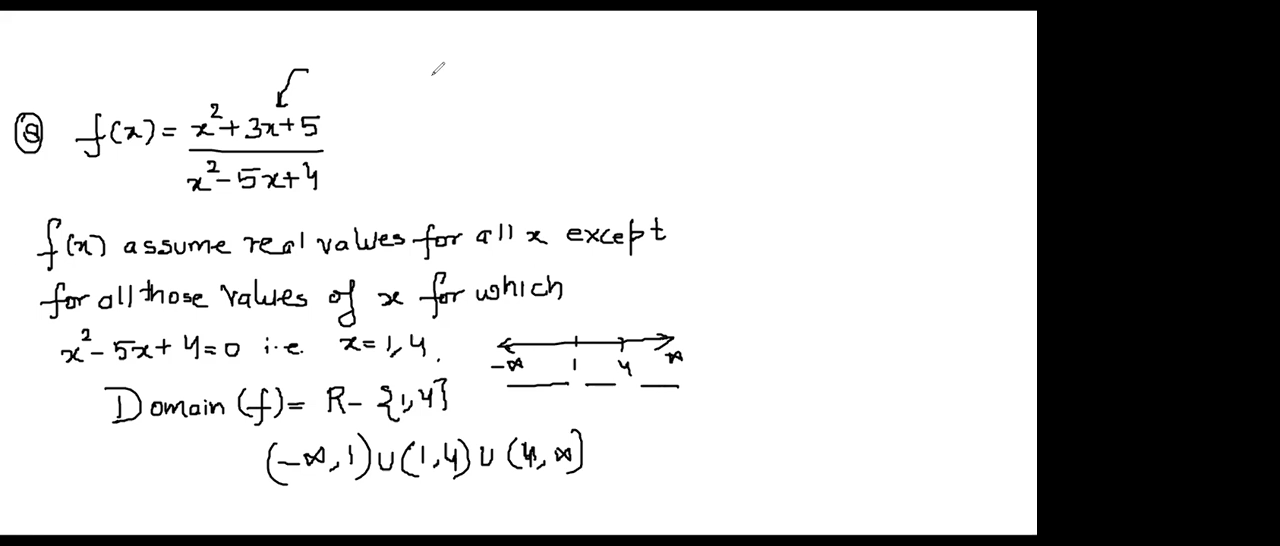 ⑧ f(x) = x²+3x+5
x²-5x+4
f(x) assume real values for all x except
for all those values of x for which
x²-5x+4=0 i.e. x=1,4.
-∞ 1 4 ∞
Domain (f) = R- {1,4}
(-∞,1)∪(1,4)∪(4,∞]